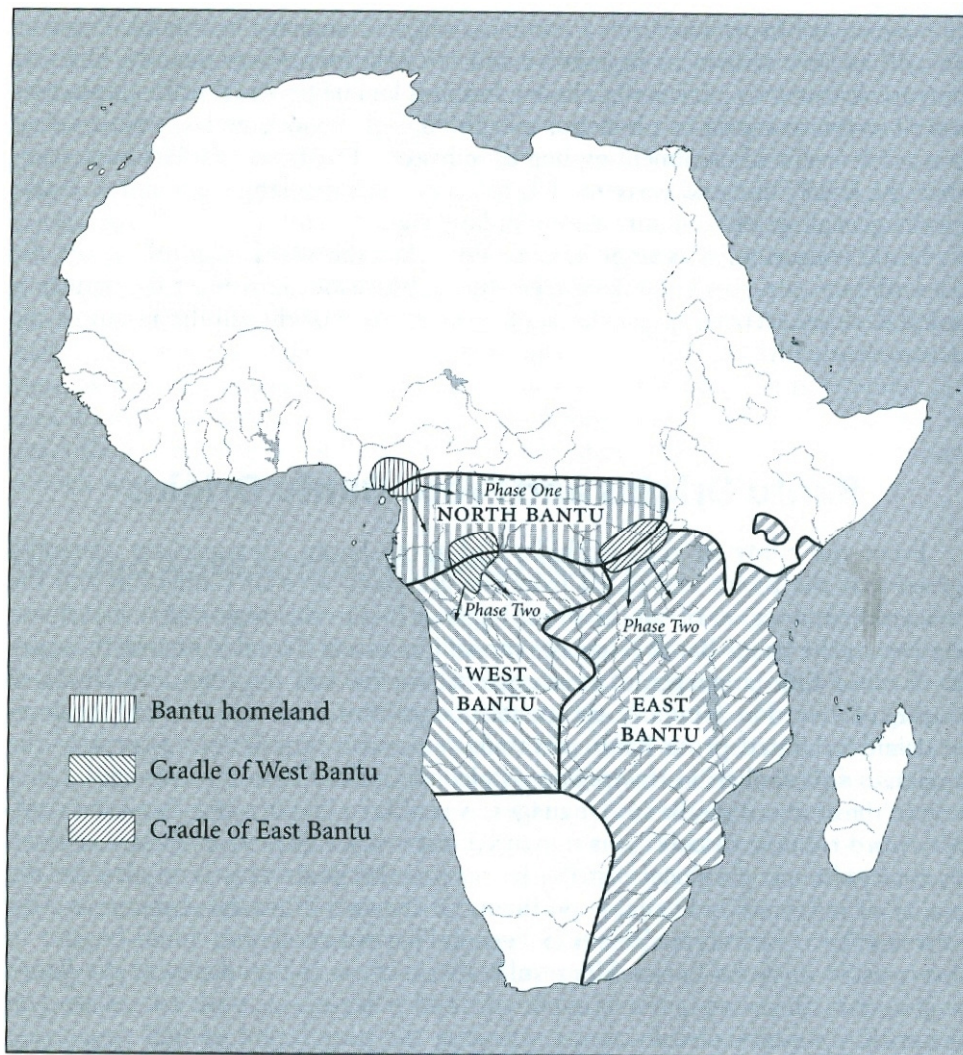 Phase One
NORTH BANTU
Phase Two
Phase Two
WEST
BANTU
EAST
BANTU
Bantu homeland
Cradle of West Bantu
Cradle of East Bantu